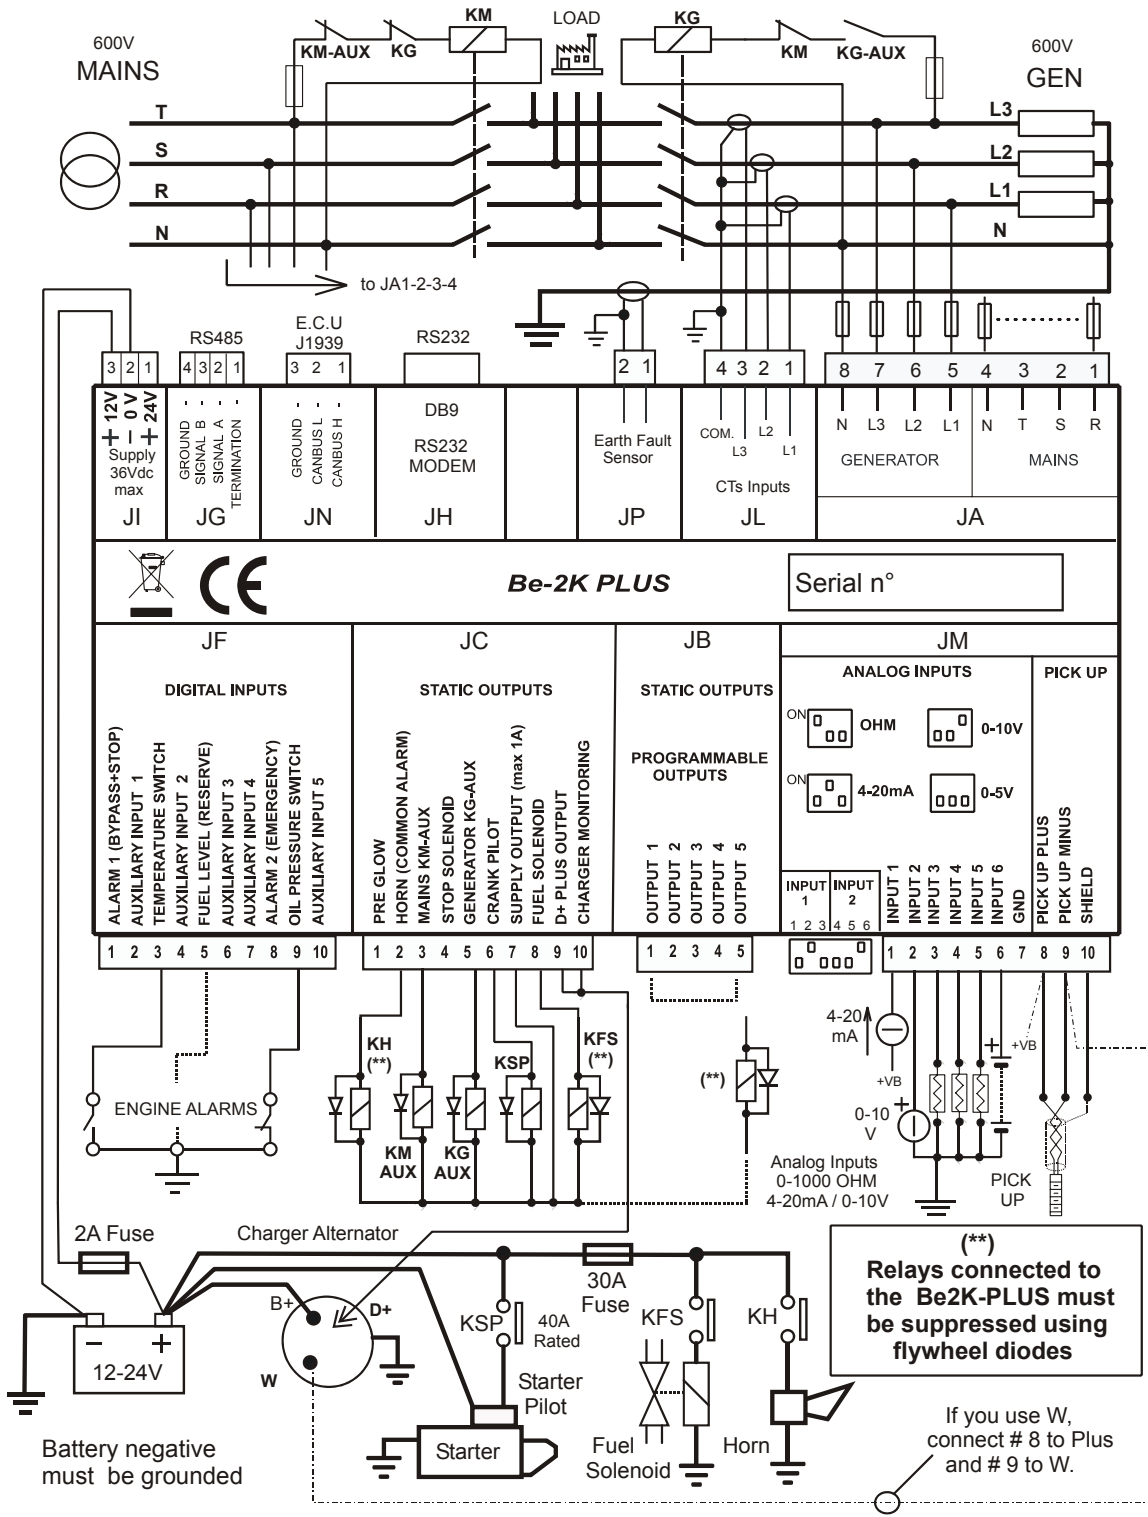 KM
LOAD
KG
600V
MAINS
KM-AUX
KG
KM
KG-AUX
600V
GEN
T
S
R
N
L3
L2
L1
N
to JA1-2-3-4
RS485
E.C.U
J1939
RS232
3 2 1
4 3 2 1
3 2 1
2 1
4 3 2 1
8 7 6 5 4 3 2 1
+ 12V
− 0 V
+ 24V
Supply
36Vdc
max
JI
GROUND -
SIGNAL B -
SIGNAL A -
TERMINATION -
JG
GROUND -
CANBUS L -
CANBUS H -
JN
DB9
RS232
MODEM
JH
Earth Fault
Sensor
JP
COM.
L3
L2
L1
CTs Inputs
JL
N L3 L2 L1 N T S R
GENERATOR
MAINS
JA
CE
Be-2K PLUS
Serial n°
JF
JC
JB
JM
DIGITAL INPUTS
ALARM 1 (BYPASS+STOP)
AUXILIARY INPUT 1
TEMPERATURE SWITCH
AUXILIARY INPUT 2
FUEL LEVEL (RESERVE)
AUXILIARY INPUT 3
AUXILIARY INPUT 4
ALARM 2 (EMERGENCY)
OIL PRESSURE SWITCH
AUXILIARY INPUT 5
STATIC OUTPUTS
PRE GLOW
HORN (COMMON ALARM)
MAINS KM-AUX
STOP SOLENOID
GENERATOR KG-AUX
CRANK PILOT
SUPPLY OUTPUT (max 1A)
FUEL SOLENOID
D+ PLUS OUTPUT
CHARGER MONITORING
STATIC OUTPUTS
PROGRAMMABLE
OUTPUTS
OUTPUT 1
OUTPUT 2
OUTPUT 3
OUTPUT 4
OUTPUT 5
ANALOG INPUTS
PICK UP
ON
OHM
0-10V
ON
4-20mA
0-5V
INPUT
1
INPUT
2
1 2 3 4 5 6
INPUT 1
INPUT 2
INPUT 3
INPUT 4
INPUT 5
INPUT 6
GND
PICK UP PLUS
PICK UP MINUS
SHIELD
1 2 3 4 5 6 7 8 9 10
1 2 3 4 5 6 7 8 9 10
1 2 3 4 5
1 2 3 4 5 6 7 8 9 10
ENGINE ALARMS
KH
(**)
KM
AUX
KG
AUX
KSP
KFS
(**)
(**)
4-20
mA
+VB
0-10
V
+
+
+VB
Analog Inputs
0-1000 OHM
4-20mA / 0-10V
PICK
UP
2A Fuse
Charger Alternator
B+
D+
W
− +
12-24V
KSP
40A
Rated
30A
Fuse
KFS
KH
Starter
Pilot
Starter
Fuel
Solenoid
Horn
(**)
Relays connected to
the Be2K-PLUS must
be suppressed using
flywheel diodes
Battery negative
must be grounded
If you use W,
connect # 8 to Plus
and # 9 to W.